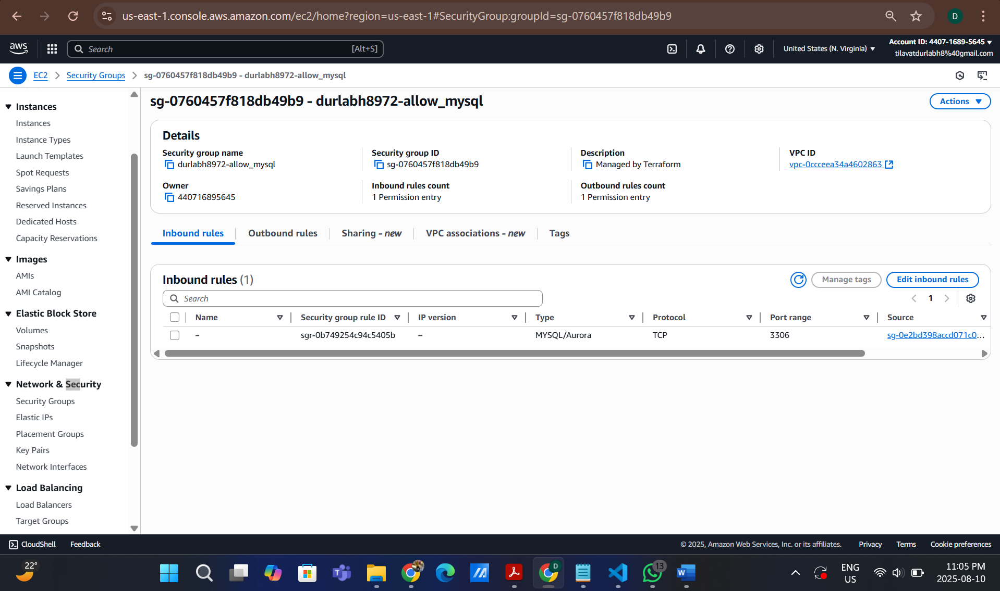 us-east-1.console.aws.amazon.com/ec2/home?region=us-east-1#SecurityGroup:groupId=sg-0760457f818db49b9
D
aws
Search
[Alt+S]
United States (N. Virginia)
Account ID: 4407-1689-5645
tilavatdurlabh8%40gmail.com
EC2
Security Groups
sg-0760457f818db49b9 - durlabh8972-allow_mysql
Instances
Instances
Instance Types
Launch Templates
Spot Requests
Savings Plans
Reserved Instances
Dedicated Hosts
Capacity Reservations
Images
AMIs
AMI Catalog
Elastic Block Store
Volumes
Snapshots
Lifecycle Manager
Network & Security
Security Groups
Elastic IPs
Placement Groups
Key Pairs
Network Interfaces
Load Balancing
Load Balancers
Target Groups
sg-0760457f818db49b9 - durlabh8972-allow_mysql
Actions
Details
Security group name
durlabh8972-allow_mysql
Security group ID
sg-0760457f818db49b9
Description
Managed by Terraform
VPC ID
vpc-0ccceea34a4602863
Owner
440716895645
Inbound rules count
1 Permission entry
Outbound rules count
1 Permission entry
Inbound rules
Outbound rules
Sharing - new
VPC associations - new
Tags
Inbound rules (1)
Manage tags
Edit inbound rules
Search
1
Name Security group rule ID IP version Type Protocol Port range Source
– sgr-0b749254c94c5405b – MYSQL/Aurora TCP 3306 sg-0e2bd398accd071c0...
CloudShell
Feedback
© 2025, Amazon Web Services, Inc. or its affiliates.
Privacy
Terms
Cookie preferences
22°
D
13
ENG
US
11:05 PM
2025-08-10